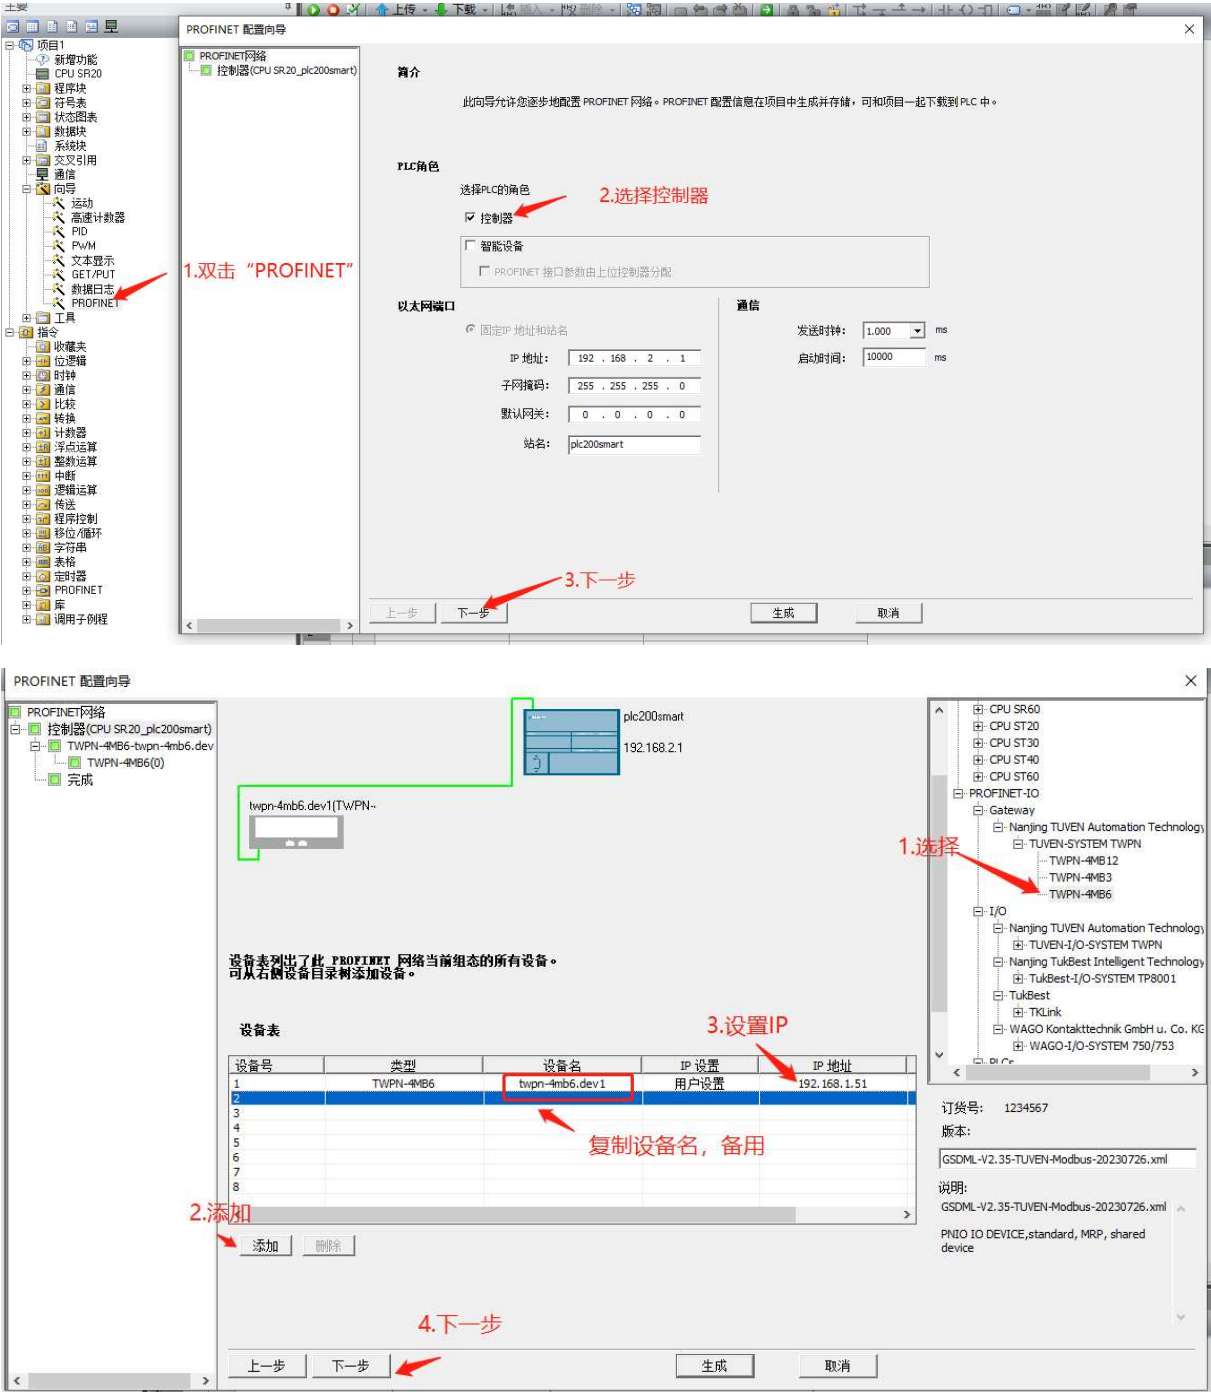 主要
上传
下载
插入
删除
项目1
新增功能
CPU SR20
程序块
符号表
状态图表
数据块
系统块
交叉引用
通信
向导
运动
高速计数器
PID
PWM
文本显示
GET/PUT
数据日志
PROFINET
工具
指令
收藏夹
位逻辑
时钟
通信
比较
转换
计数器
浮点运算
整数运算
中断
逻辑运算
传送
程序控制
移位/循环
字符串
表格
定时器
PROFINET
库
调用子例程
1.双击“PROFINET”
PROFINET 配置向导
PROFINET网络
控制器(CPU SR20_plc200smart)
简介
此向导允许您逐步地配置 PROFINET 网络。PROFINET 配置信息在项目中生成并存储，可和项目一起下载到 PLC 中。
PLC角色
选择PLC的角色
2.选择控制器
控制器
智能设备
PROFINET 接口参数由上位控制器分配
以太网端口
固定IP 地址和站名
IP 地址: 192 . 168 . 2 . 1
子网掩码: 255 . 255 . 255 . 0
默认网关: 0 . 0 . 0 . 0
站名: plc200smart
通信
发送时钟: 1.000 ms
启动时间: 10000 ms
3.下一步
上一步 下一步 生成 取消
PROFINET 配置向导
PROFINET网络
控制器(CPU SR20_plc200smart)
TWPN-4MB6-twpn-4mb6.dev
TWPN-4MB6(0)
完成
plc200smart
192.168.2.1
twpn-4mb6.dev1(TWPN-
设备表列出了此 PROFINET 网络当前组态的所有设备。
可从右侧设备目录树添加设备。
设备表
3.设置IP
设备号 类型 设备名 IP 设置 IP 地址
1 TWPN-4MB6 twpn-4mb6.dev1 用户设置 192.168.1.51
2
3
4
5
6
7
8
复制设备名，备用
2.添加
添加 删除
4.下一步
上一步 下一步 生成 取消
CPU SR60
CPU ST20
CPU ST30
CPU ST40
CPU ST60
PROFINET-IO
Gateway
Nanjing TUVEN Automation Technology
TUVEN-SYSTEM TWPN
1.选择
TWPN-4MB12
TWPN-4MB3
TWPN-4MB6
I/O
Nanjing TUVEN Automation Technology
TUVEN-I/O-SYSTEM TWPN
Nanjing TukBest Intelligent Technology
TukBest-I/O-SYSTEM TP8001
TukBest
TKLink
WAGO Kontakttechnik GmbH u. Co. KG
WAGO-I/O-SYSTEM 750/753
PLCs
订货号: 1234567
版本:
GSDML-V2.35-TUVEN-Modbus-20230726.xml
说明:
GSDML-V2.35-TUVEN-Modbus-20230726.xml
PNIO IO DEVICE,standard, MRP, shared
device